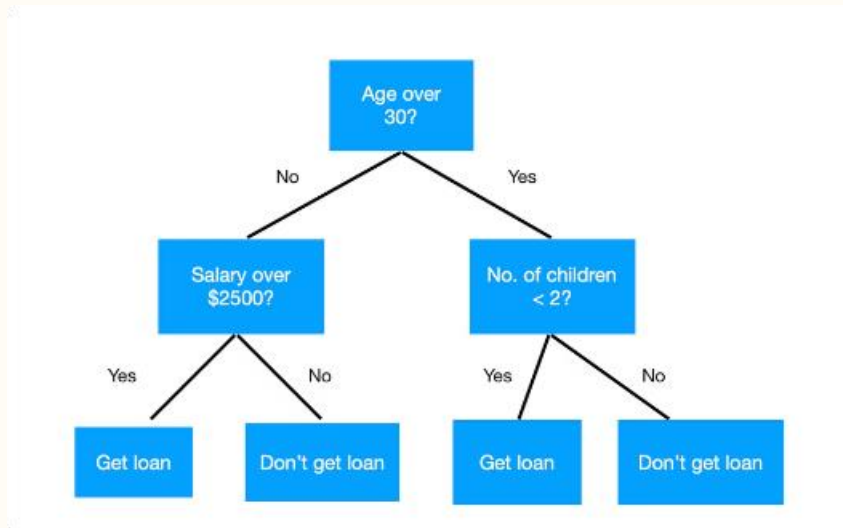 Age over
30?
No
Yes
Salary over
$2500?
No. of children
< 2?
Yes
No
Yes
No
Get loan
Don't get loan
Get loan
Don't get loan